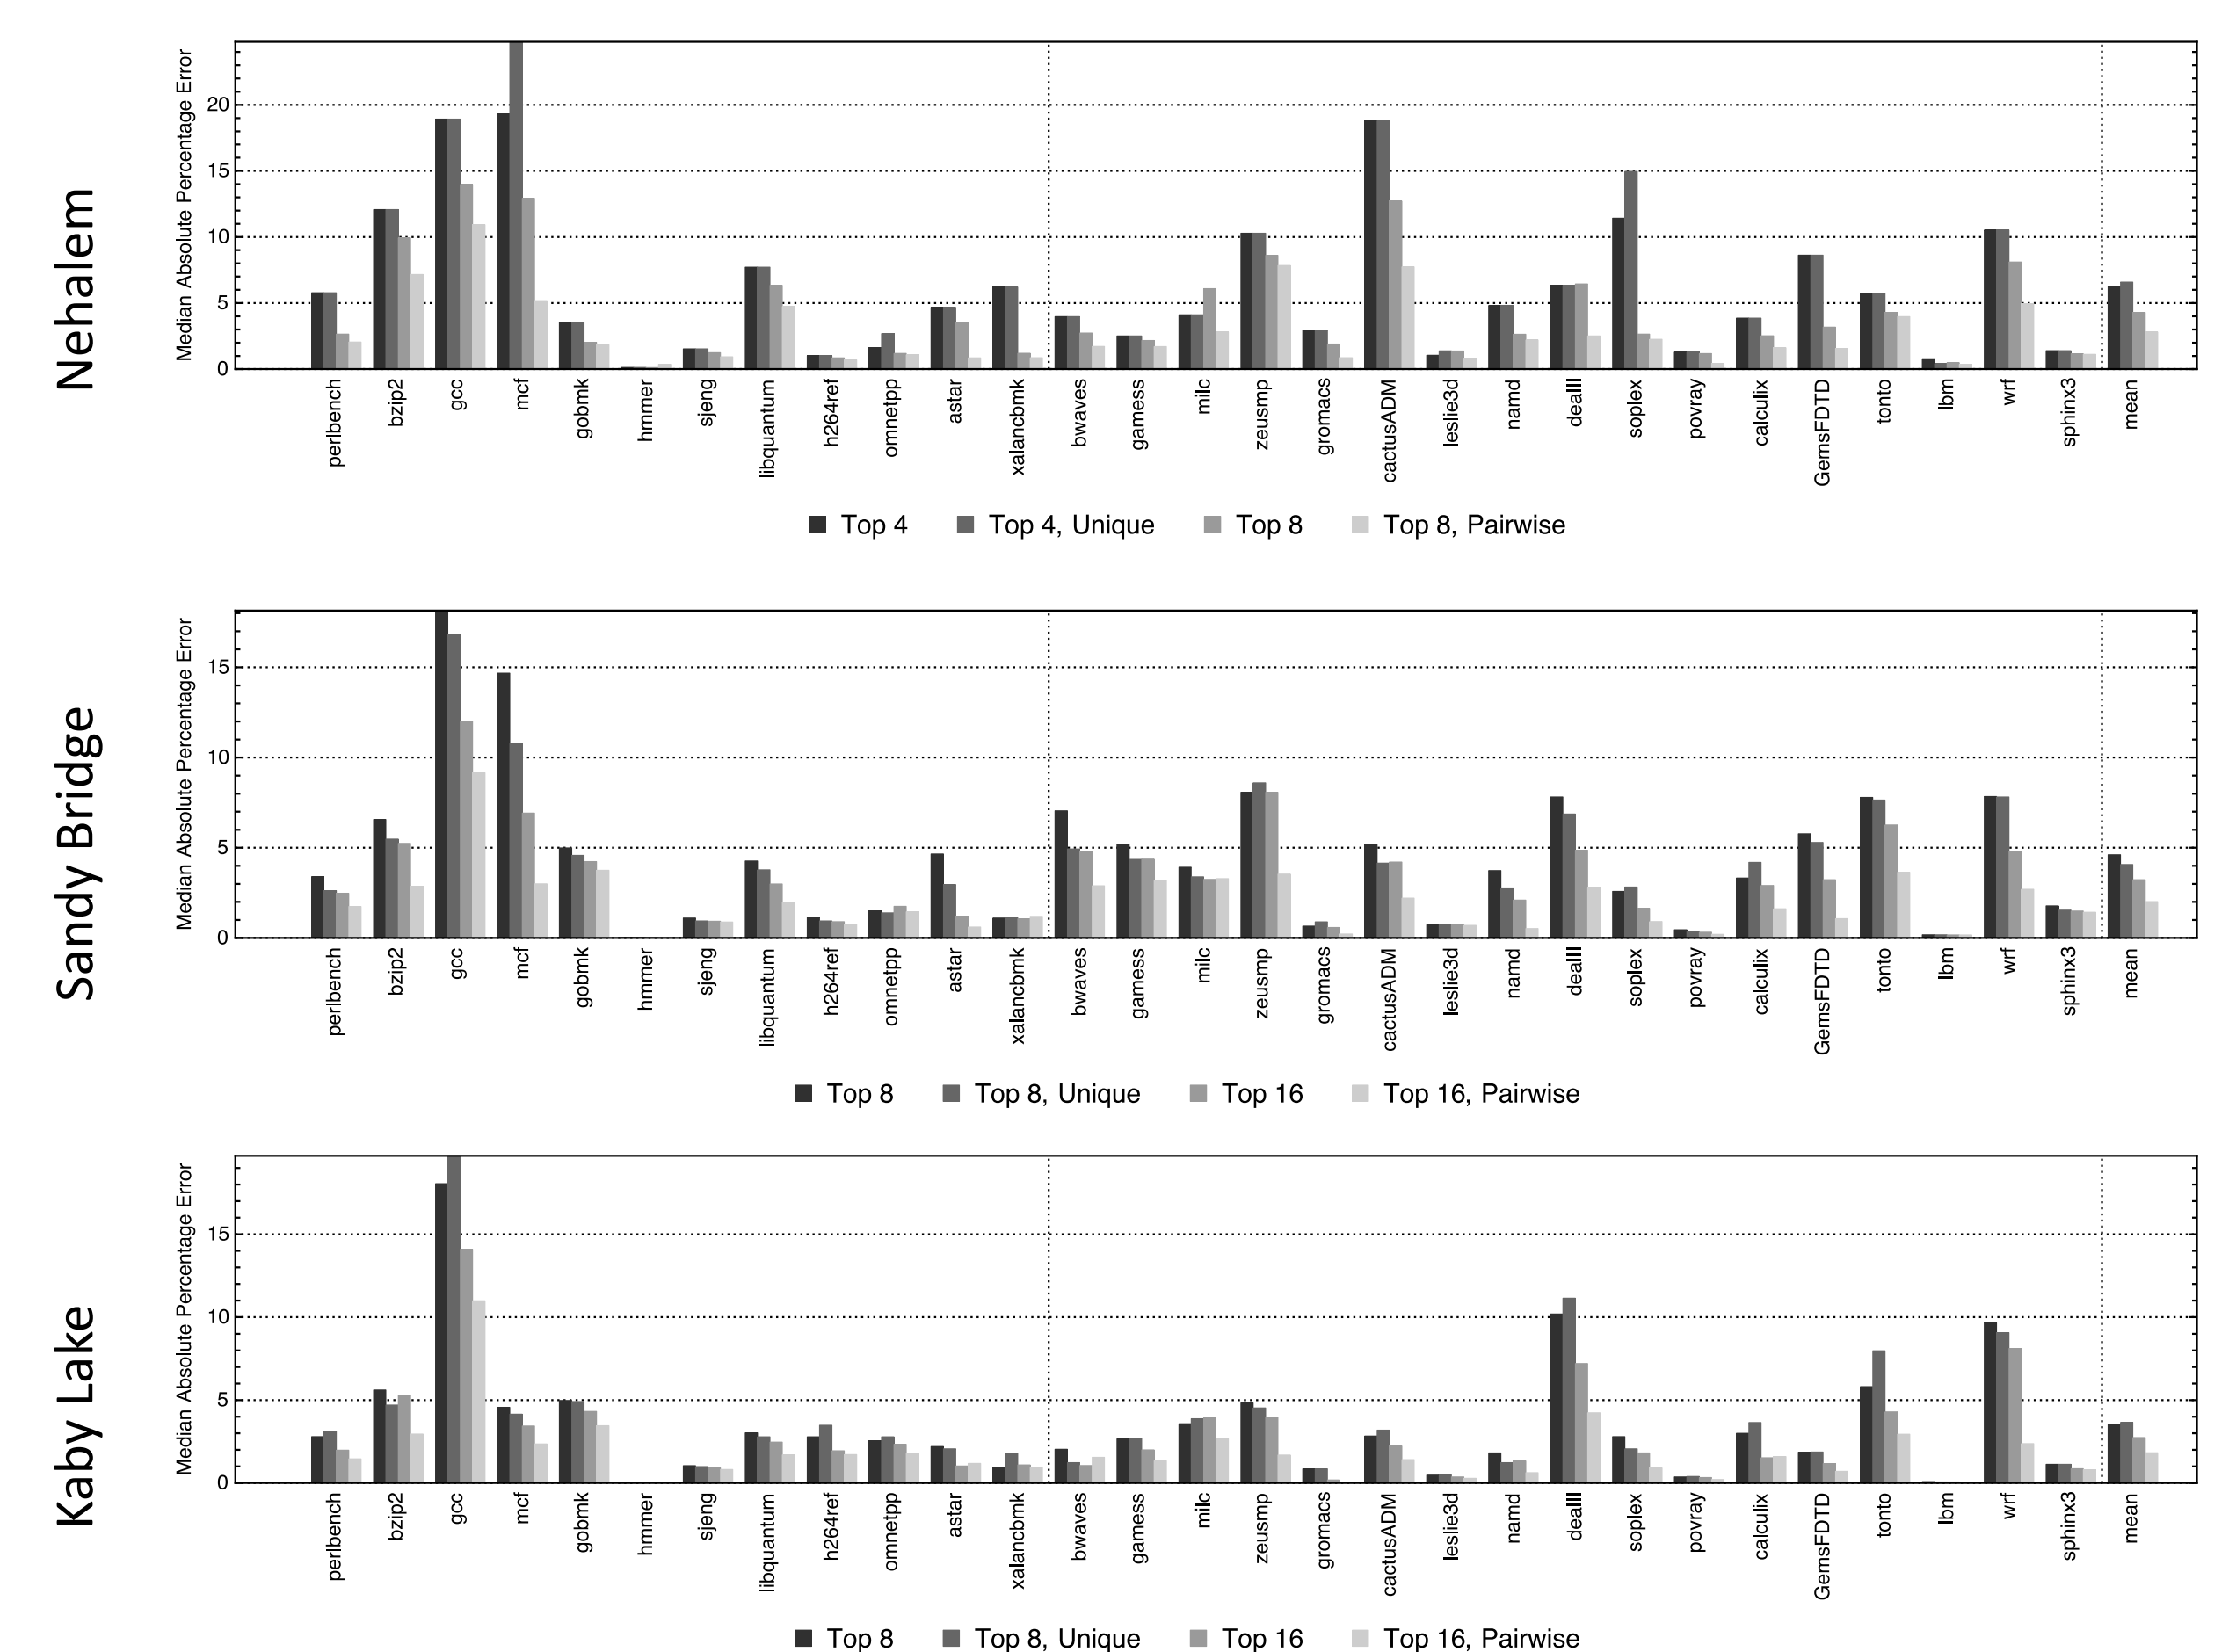 Nehalem
Median Absolute Percentage Error
20
15
10
5
0
perlbench bzip2 gcc mcf gobmk hmmer sjeng libquantum h264ref omnetpp astar xalancbmk bwaves gamess milc zeusmp gromacs cactusADM leslie3d namd dealII soplex povray calculix GemsFDTD tonto lbm wrf sphinx3 mean
Top 4 Top 4, Unique Top 8 Top 8, Pairwise
Sandy Bridge
Median Absolute Percentage Error
15
10
5
0
perlbench bzip2 gcc mcf gobmk hmmer sjeng libquantum h264ref omnetpp astar xalancbmk bwaves gamess milc zeusmp gromacs cactusADM leslie3d namd dealII soplex povray calculix GemsFDTD tonto lbm wrf sphinx3 mean
Top 8 Top 8, Unique Top 16 Top 16, Pairwise
Kaby Lake
Median Absolute Percentage Error
15
10
5
0
perlbench bzip2 gcc mcf gobmk hmmer sjeng libquantum h264ref omnetpp astar xalancbmk bwaves gamess milc zeusmp gromacs cactusADM leslie3d namd dealII soplex povray calculix GemsFDTD tonto lbm wrf sphinx3 mean
Top 8 Top 8, Unique Top 16 Top 16, Pairwise